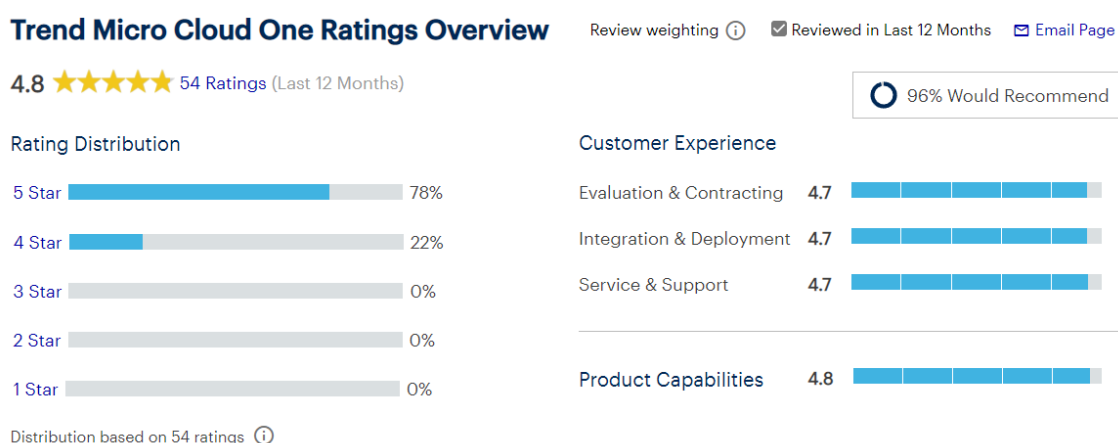 Trend Micro Cloud One Ratings Overview
Review weighting
Reviewed in Last 12 Months
Email Page
4.8 54 Ratings (Last 12 Months)
96% Would Recommend
Rating Distribution
5 Star 78%
4 Star 22%
3 Star 0%
2 Star 0%
1 Star 0%
Distribution based on 54 ratings
Customer Experience
Evaluation & Contracting 4.7
Integration & Deployment 4.7
Service & Support 4.7
Product Capabilities 4.8